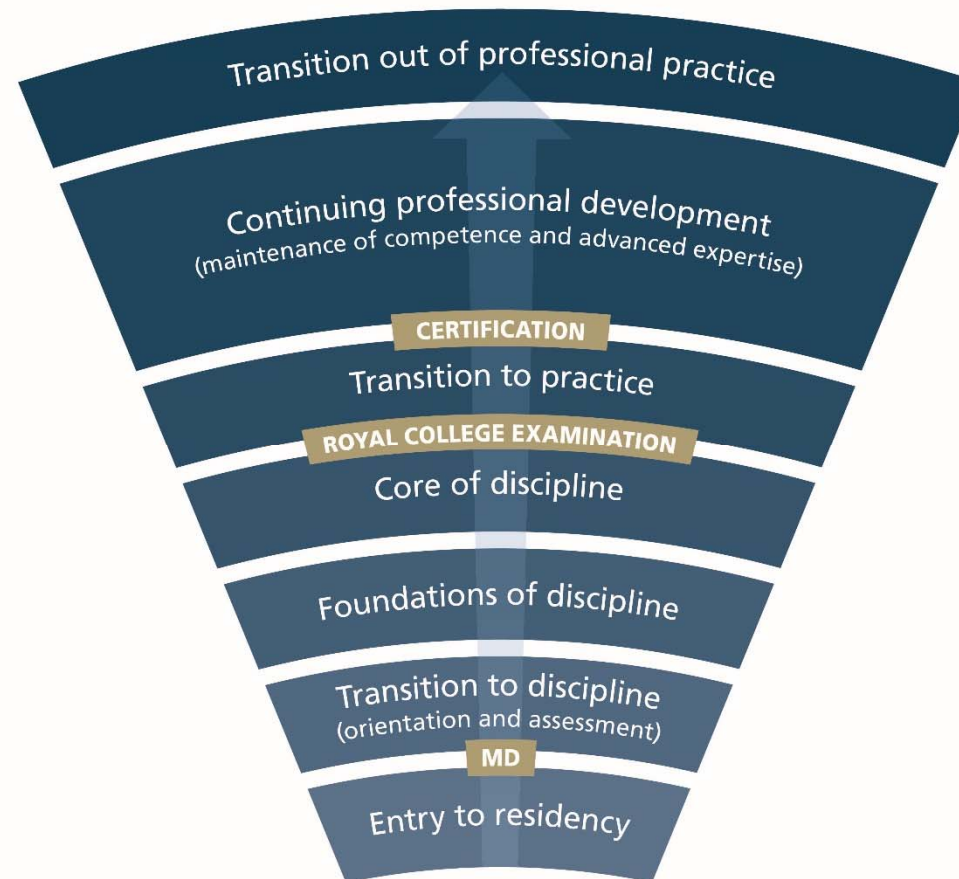 Transition out of professional practice
Continuing professional development
(maintenance of competence and advanced expertise)
CERTIFICATION
Transition to practice
ROYAL COLLEGE EXAMINATION
Core of discipline
Foundations of discipline
Transition to discipline
(orientation and assessment)
MD
Entry to residency